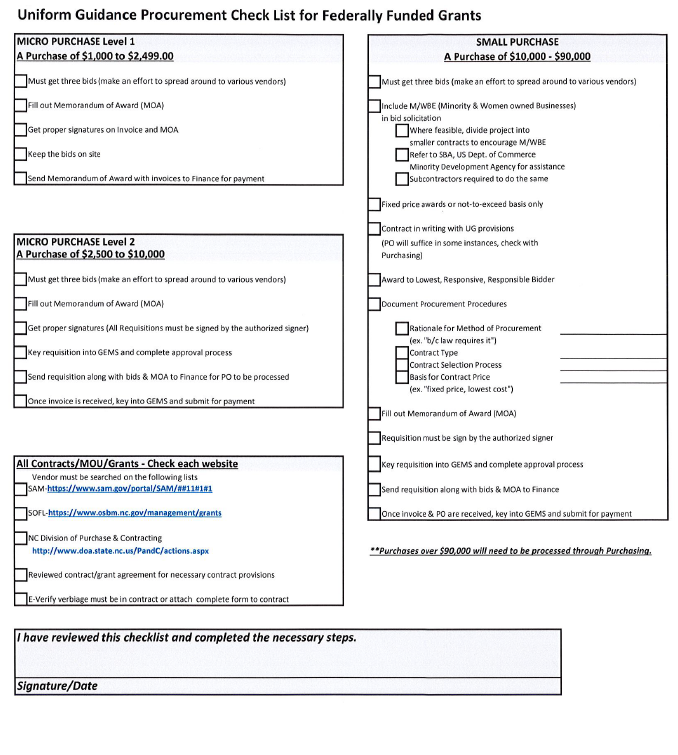 Uniform Guidance Procurement Check List for Federally Funded Grants
MICRO PURCHASE Level 1
A Purchase of $1,000 to $2,499.00
Must get three bids (make an effort to spread around to various vendors)
Fill out Memorandum of Award (MOA)
Get proper signatures on Invoice and MOA
Keep the bids on site
Send Memorandum of Award with invoices to Finance for payment
MICRO PURCHASE Level 2
A Purchase of $2,500 to $10,000
Must get three bids (make an effort to spread around to various vendors)
Fill out Memorandum of Award (MOA)
Get proper signatures (All Requisitions must be signed by the authorized signer)
Key requisition into GEMS and complete approval process
Send requisition along with bids & MOA to Finance for PO to be processed
Once invoice is received, key into GEMS and submit for payment
All Contracts/MOU/Grants - Check each website
Vendor must be searched on the following lists
SAM-https://www.sam.gov/portal/SAM/##11#1#1
SOFL-https://www.osbm.nc.gov/management/grants
NC Division of Purchase & Contracting
http://www.doa.state.nc.us/PandC/actions.aspx
Reviewed contract/grant agreement for necessary contract provisions
E-Verify verbiage must be in contract or attach complete form to contract
SMALL PURCHASE
A Purchase of $10,000 - $90,000
Must get three bids (make an effort to spread around to various vendors)
Include M/WBE (Minority & Women owned Businesses)
in bid solicitation
Where feasible, divide project into
smaller contracts to encourage M/WBE
Refer to SBA, US Dept. of Commerce
Minority Development Agency for assistance
Subcontractors required to do the same
Fixed price awards or not-to-exceed basis only
Contract in writing with UG provisions
(PO will suffice in some instances, check with
Purchasing)
Award to Lowest, Responsive, Responsible Bidder
Document Procurement Procedures
Rationale for Method of Procurement
(ex. "b/c law requires it")
Contract Type
Contract Selection Process
Basis for Contract Price
(ex. "fixed price, lowest cost")
Fill out Memorandum of Award (MOA)
Requisition must be sign by the authorized signer
Key requisition into GEMS and complete approval process
Send requisition along with bids & MOA to Finance
Once invoice & PO are received, key into GEMS and submit for payment
**Purchases over $90,000 will need to be processed through Purchasing.
I have reviewed this checklist and completed the necessary steps.
Signature/Date